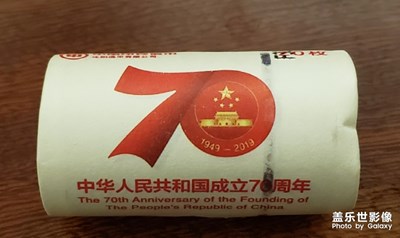 枚
70
1949-2019
中华人民共和国成立70周年
The 70th Anniversary of the Founding of
The People's Republic of China
盖乐世影像
Photo by Galaxy